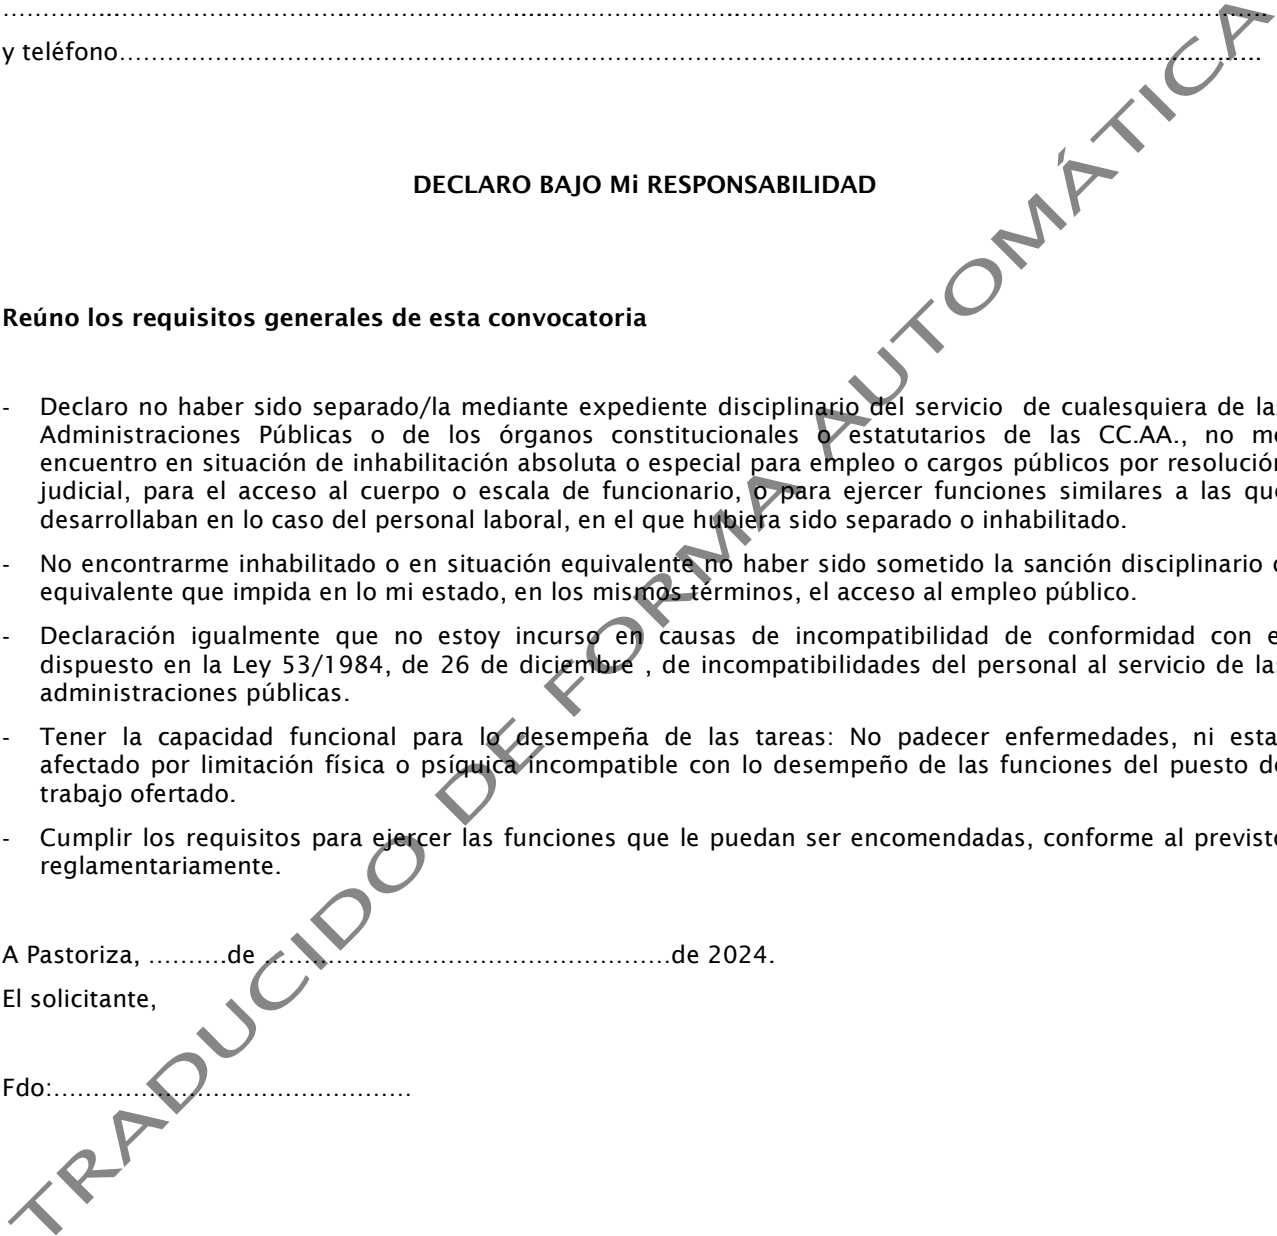 ……………………………………………………………………………………………………………………………………………
y teléfono……………………………………………………………………………………………………………………………….
DECLARO BAJO Mi RESPONSABILIDAD
Reúno los requisitos generales de esta convocatoria
- Declaro no haber sido separado/la mediante expediente disciplinario del servicio de cualesquiera de las
Administraciones Públicas o de los órganos constitucionales o estatutarios de las CC.AA., no me
encuentro en situación de inhabilitación absoluta o especial para empleo o cargos públicos por resolución
judicial, para el acceso al cuerpo o escala de funcionario, o para ejercer funciones similares a las que
desarrollaban en lo caso del personal laboral, en el que hubiera sido separado o inhabilitado.
- No encontrarme inhabilitado o en situación equivalente no haber sido sometido la sanción disciplinario o
equivalente que impida en lo mi estado, en los mismos términos, el acceso al empleo público.
- Declaración igualmente que no estoy incurso en causas de incompatibilidad de conformidad con el
dispuesto en la Ley 53/1984, de 26 de diciembre , de incompatibilidades del personal al servicio de las
administraciones públicas.
- Tener la capacidad funcional para lo desempeña de las tareas: No padecer enfermedades, ni estar
afectado por limitación física o psíquica incompatible con lo desempeño de las funciones del puesto de
trabajo ofertado.
- Cumplir los requisitos para ejercer las funciones que le puedan ser encomendadas, conforme al previsto
reglamentariamente.
A Pastoriza, ……….de ……………………………………………de 2024.
El solicitante,
Fdo:………………………………………
TRADUCIDO DE FORMA AUTOMÁTICA